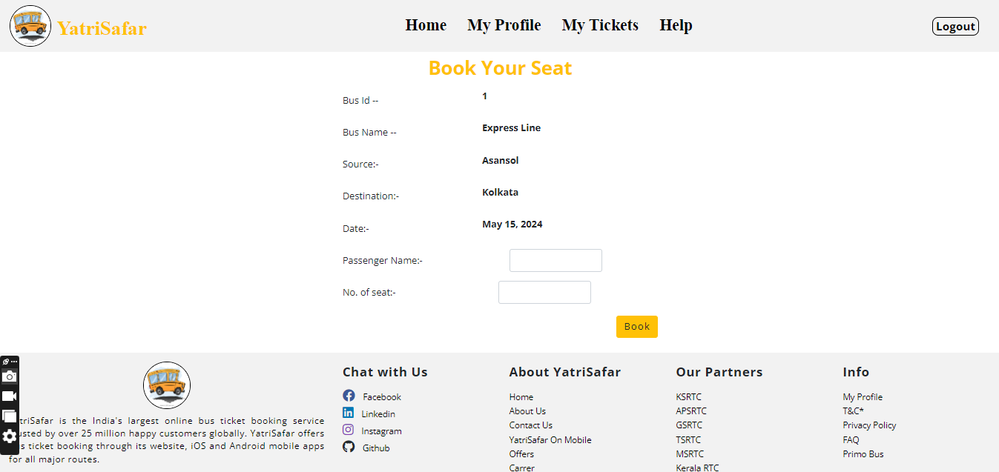 YatriSafar
Home My Profile My Tickets Help
Logout
Book Your Seat
Bus Id -- 1
Bus Name -- Express Line
Source:- Asansol
Destination:- Kolkata
Date:- May 15, 2024
Passenger Name:-
No. of seat:-
Book
triSafar is the India's largest online bus ticket booking service
usted by over 25 million happy customers globally. YatriSafar offers
s ticket booking through its website, iOS and Android mobile apps
for all major routes.
Chat with Us
Facebook
Linkedin
Instagram
Github
About YatriSafar
Home
About Us
Contact Us
YatriSafar On Mobile
Offers
Carrer
Our Partners
KSRTC
APSRTC
GSRTC
TSRTC
MSRTC
Kerala RTC
Info
My Profile
T&C*
Privacy Policy
FAQ
Primo Bus